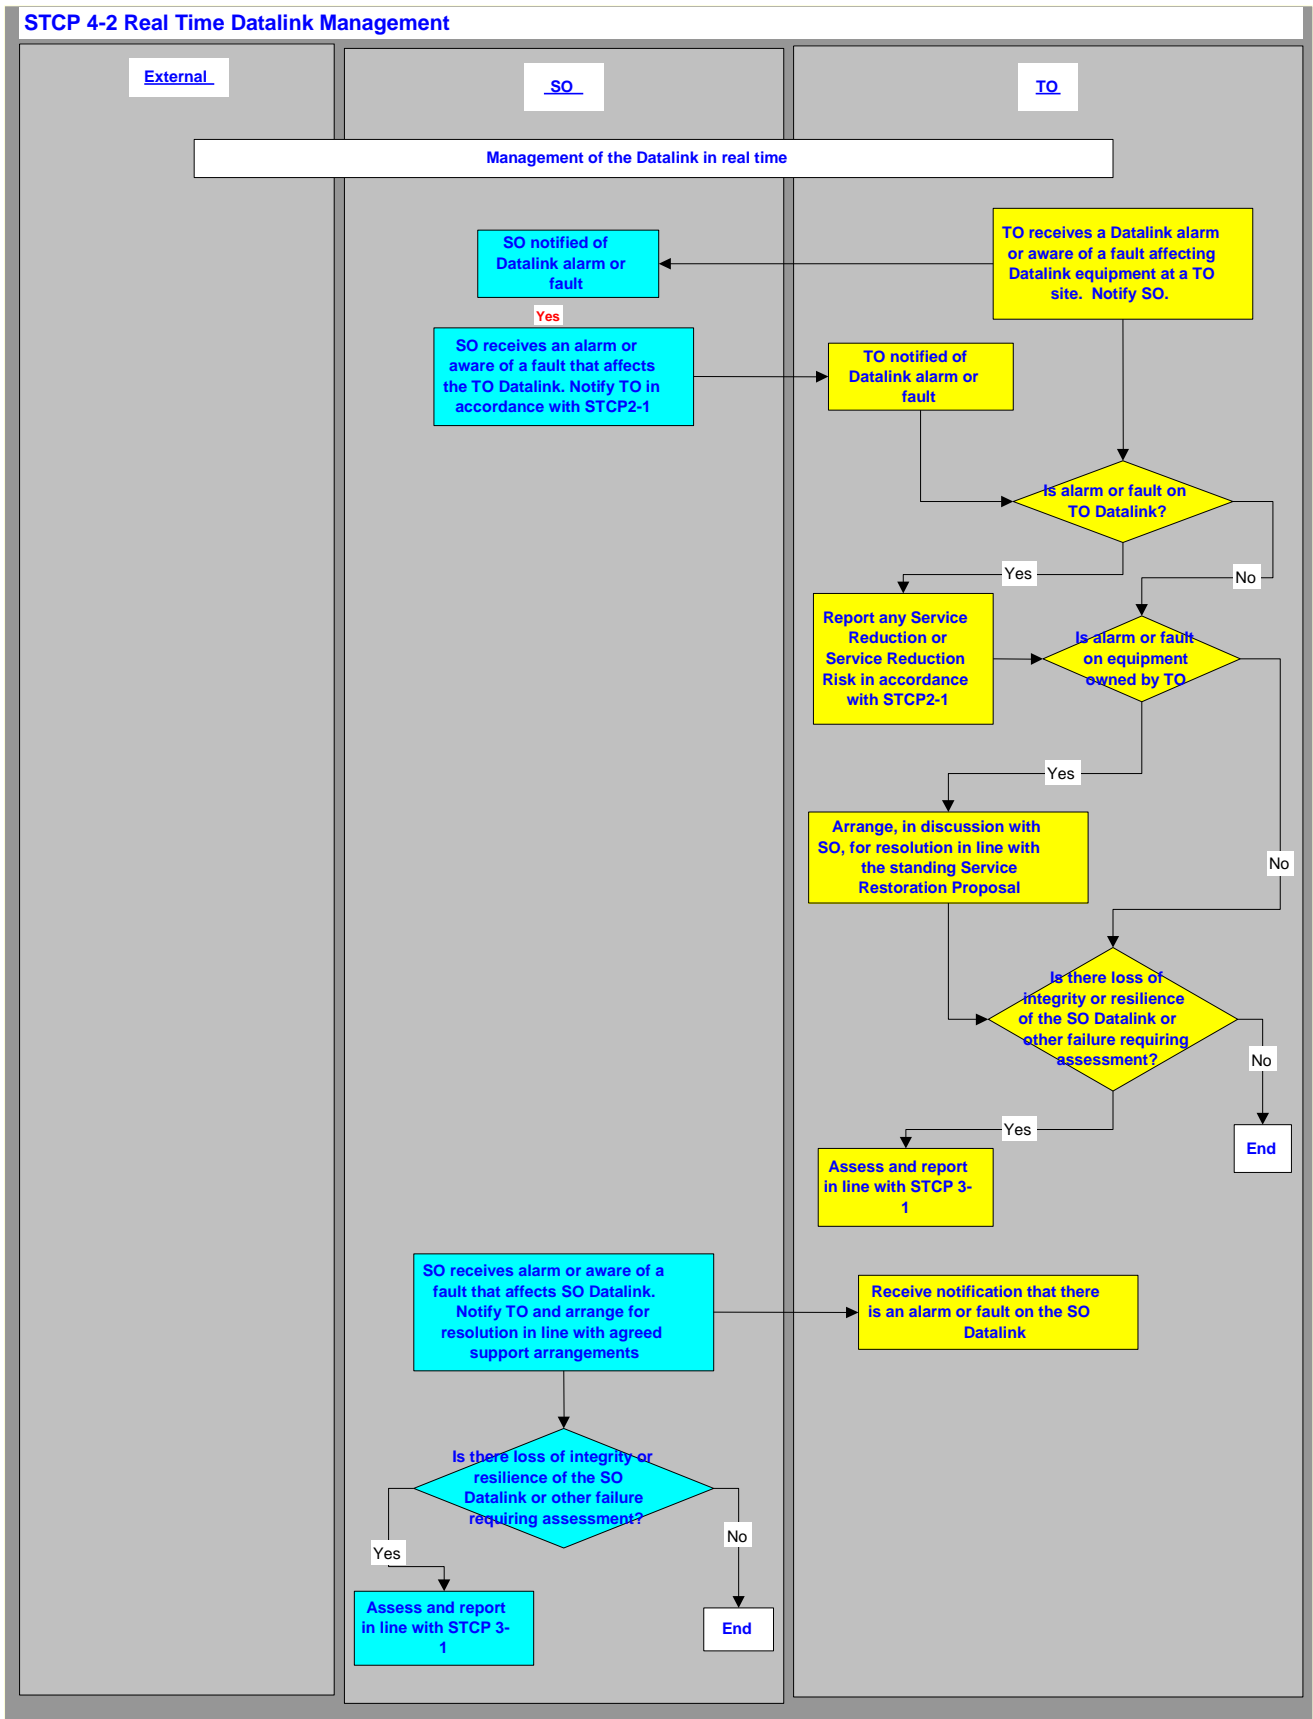 STCP 4-2 Real Time Datalink Management
External
SO
TO
Management of the Datalink in real time
SO notified of
Datalink alarm or
fault
TO receives a Datalink alarm
or aware of a fault affecting
Datalink equipment at a TO
site.  Notify SO.
Yes
SO receives an alarm or
aware of a fault that affects
the TO Datalink. Notify TO in
accordance with STCP2-1
TO notified of
Datalink alarm or
fault
Is alarm or fault on
TO Datalink?
Yes
No
Report any Service
Reduction or
Service Reduction
Risk in accordance
with STCP2-1
Is alarm or fault
on equipment
owned by TO
Yes
Arrange, in discussion with
SO, for resolution in line with
the standing Service
Restoration Proposal
No
Is there loss of
integrity or resilience
of the SO Datalink or
other failure requiring
assessment?
No
Yes
End
Assess and report
in line with STCP 3-
1
SO receives alarm or aware of a
fault that affects SO Datalink.
Notify TO and arrange for
resolution in line with agreed
support arrangements
Receive notification that there
is an alarm or fault on the SO
Datalink
Is there loss of integrity or
resilience of the SO
Datalink or other failure
requiring assessment?
Yes
No
Assess and report
in line with STCP 3-
1
End